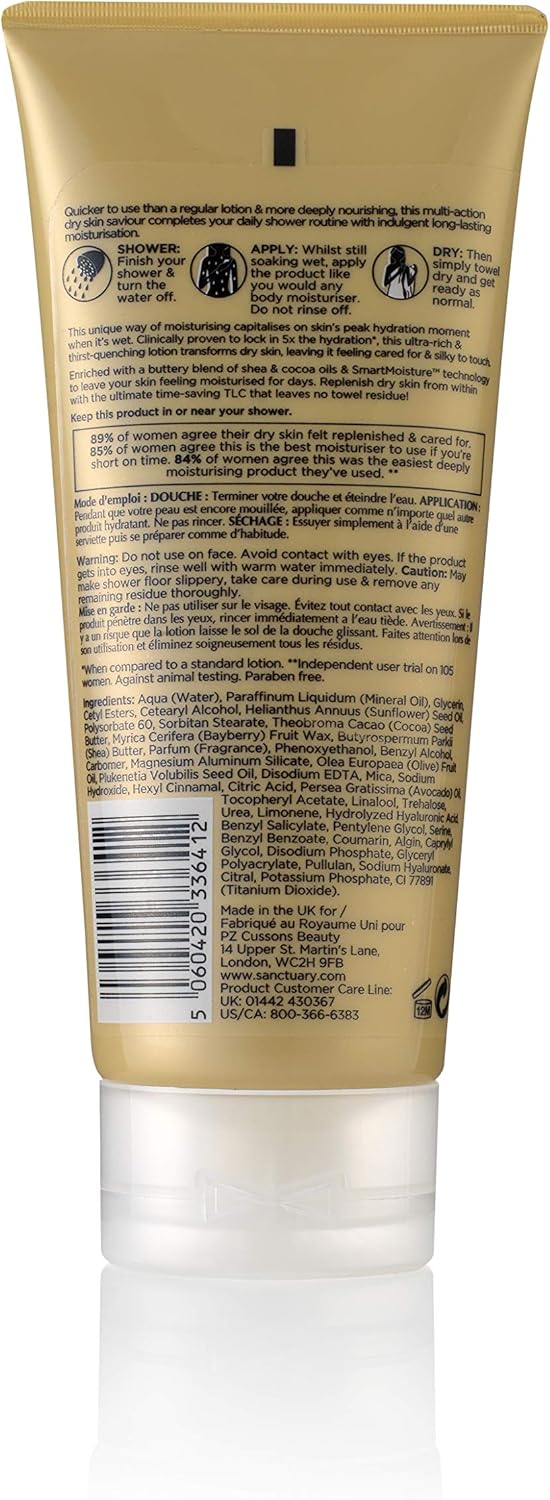 Quicker to use than a regular lotion & more deeply nourishing, this multi-action
dry skin saviour completes your daily shower routine with indulgent long-lasting
moisturisation.
SHOWER:
Finish your
shower &
turn the
water off.
APPLY: Whilst still
soaking wet, apply
the product like
you would any
body moisturiser.
Do not rinse off.
DRY: Then
simply towel
dry and get
ready as
normal.
This unique way of moisturising capitalises on skin's peak hydration moment
when it's wet. Clinically proven to lock in 5x the hydration*, this ultra-rich &
thirst-quenching lotion transforms dry skin, leaving it feeling cared for & silky to touch.
Enriched with a buttery blend of shea & cocoa oils & SmartMoisture™ technology
to leave your skin feeling moisturised for days. Replenish dry skin from within
with the ultimate time-saving TLC that leaves no towel residue!
Keep this product in or near your shower.
89% of women agree their dry skin felt replenished & cared for.
85% of women agree this is the best moisturiser to use if you're
short on time. 84% of women agree this was the easiest deeply
moisturising product they've used. **
Mode d'emploi : DOUCHE : Terminer votre douche et éteindre l'eau. APPLICATION :
Pendant que votre peau est encore mouillée, appliquer comme n'importe quel autre
produit hydratant. Ne pas rincer. SÉCHAGE : Essuyer simplement à l'aide d'une
serviette puis se préparer comme d'habitude.
Warning: Do not use on face. Avoid contact with eyes. If the product
gets into eyes, rinse well with warm water immediately. Caution: May
make shower floor slippery, take care during use & remove any
remaining residue thoroughly.
Mise en garde : Ne pas utiliser sur le visage. Évitez tout contact avec les yeux. Si le
produit pénètre dans les yeux, rincer immédiatement a l'eau tiède. Avertissement : Il
y a un risque que la lotion laisse le sol de la douche glissant. Faites attention lors de
son utilisation et éliminez soigneusement tous les résidus.
*When compared to a standard lotion. **Independent user trial on 105
women. Against animal testing. Paraben free.
Ingredients: Aqua (Water), Paraffinum Liquidum (Mineral Oil), Glycerin,
Cetyl Esters, Cetearyl Alcohol, Helianthus Annuus (Sunflower) Seed Oil,
Polysorbate 60, Sorbitan Stearate, Theobroma Cacao (Cocoa) Seed
Butter, Myrica Cerifera (Bayberry) Fruit Wax, Butyrospermum Parkii
(Shea) Butter, Parfum (Fragrance), Phenoxyethanol, Benzyl Alcohol,
Carbomer, Magnesium Aluminum Silicate, Olea Europaea (Olive) Fruit
Oil, Plukenetia Volubilis Seed Oil, Disodium EDTA, Mica, Sodium
Hydroxide, Hexyl Cinnamal, Citric Acid, Persea Gratissima (Avocado) Oil,
Tocopheryl Acetate, Linalool, Trehalose,
Urea, Limonene, Hydrolyzed Hyaluronic Acid,
Benzyl Salicylate, Pentylene Glycol, Serine,
Benzyl Benzoate, Coumarin, Algin, Caprylyl
Glycol, Disodium Phosphate, Glyceryl
Polyacrylate, Pullulan, Sodium Hyaluronate,
Citral, Potassium Phosphate, CI 77891
(Titanium Dioxide).
Made in the UK for /
Fabriqué au Royaume Uni pour
PZ Cussons Beauty
14 Upper St. Martin's Lane,
London, WC2H 9FB
www.sanctuary.com
Product Customer Care Line:
UK: 01442 430367
US/CA: 800-366-6383
5 060420 336412
12M